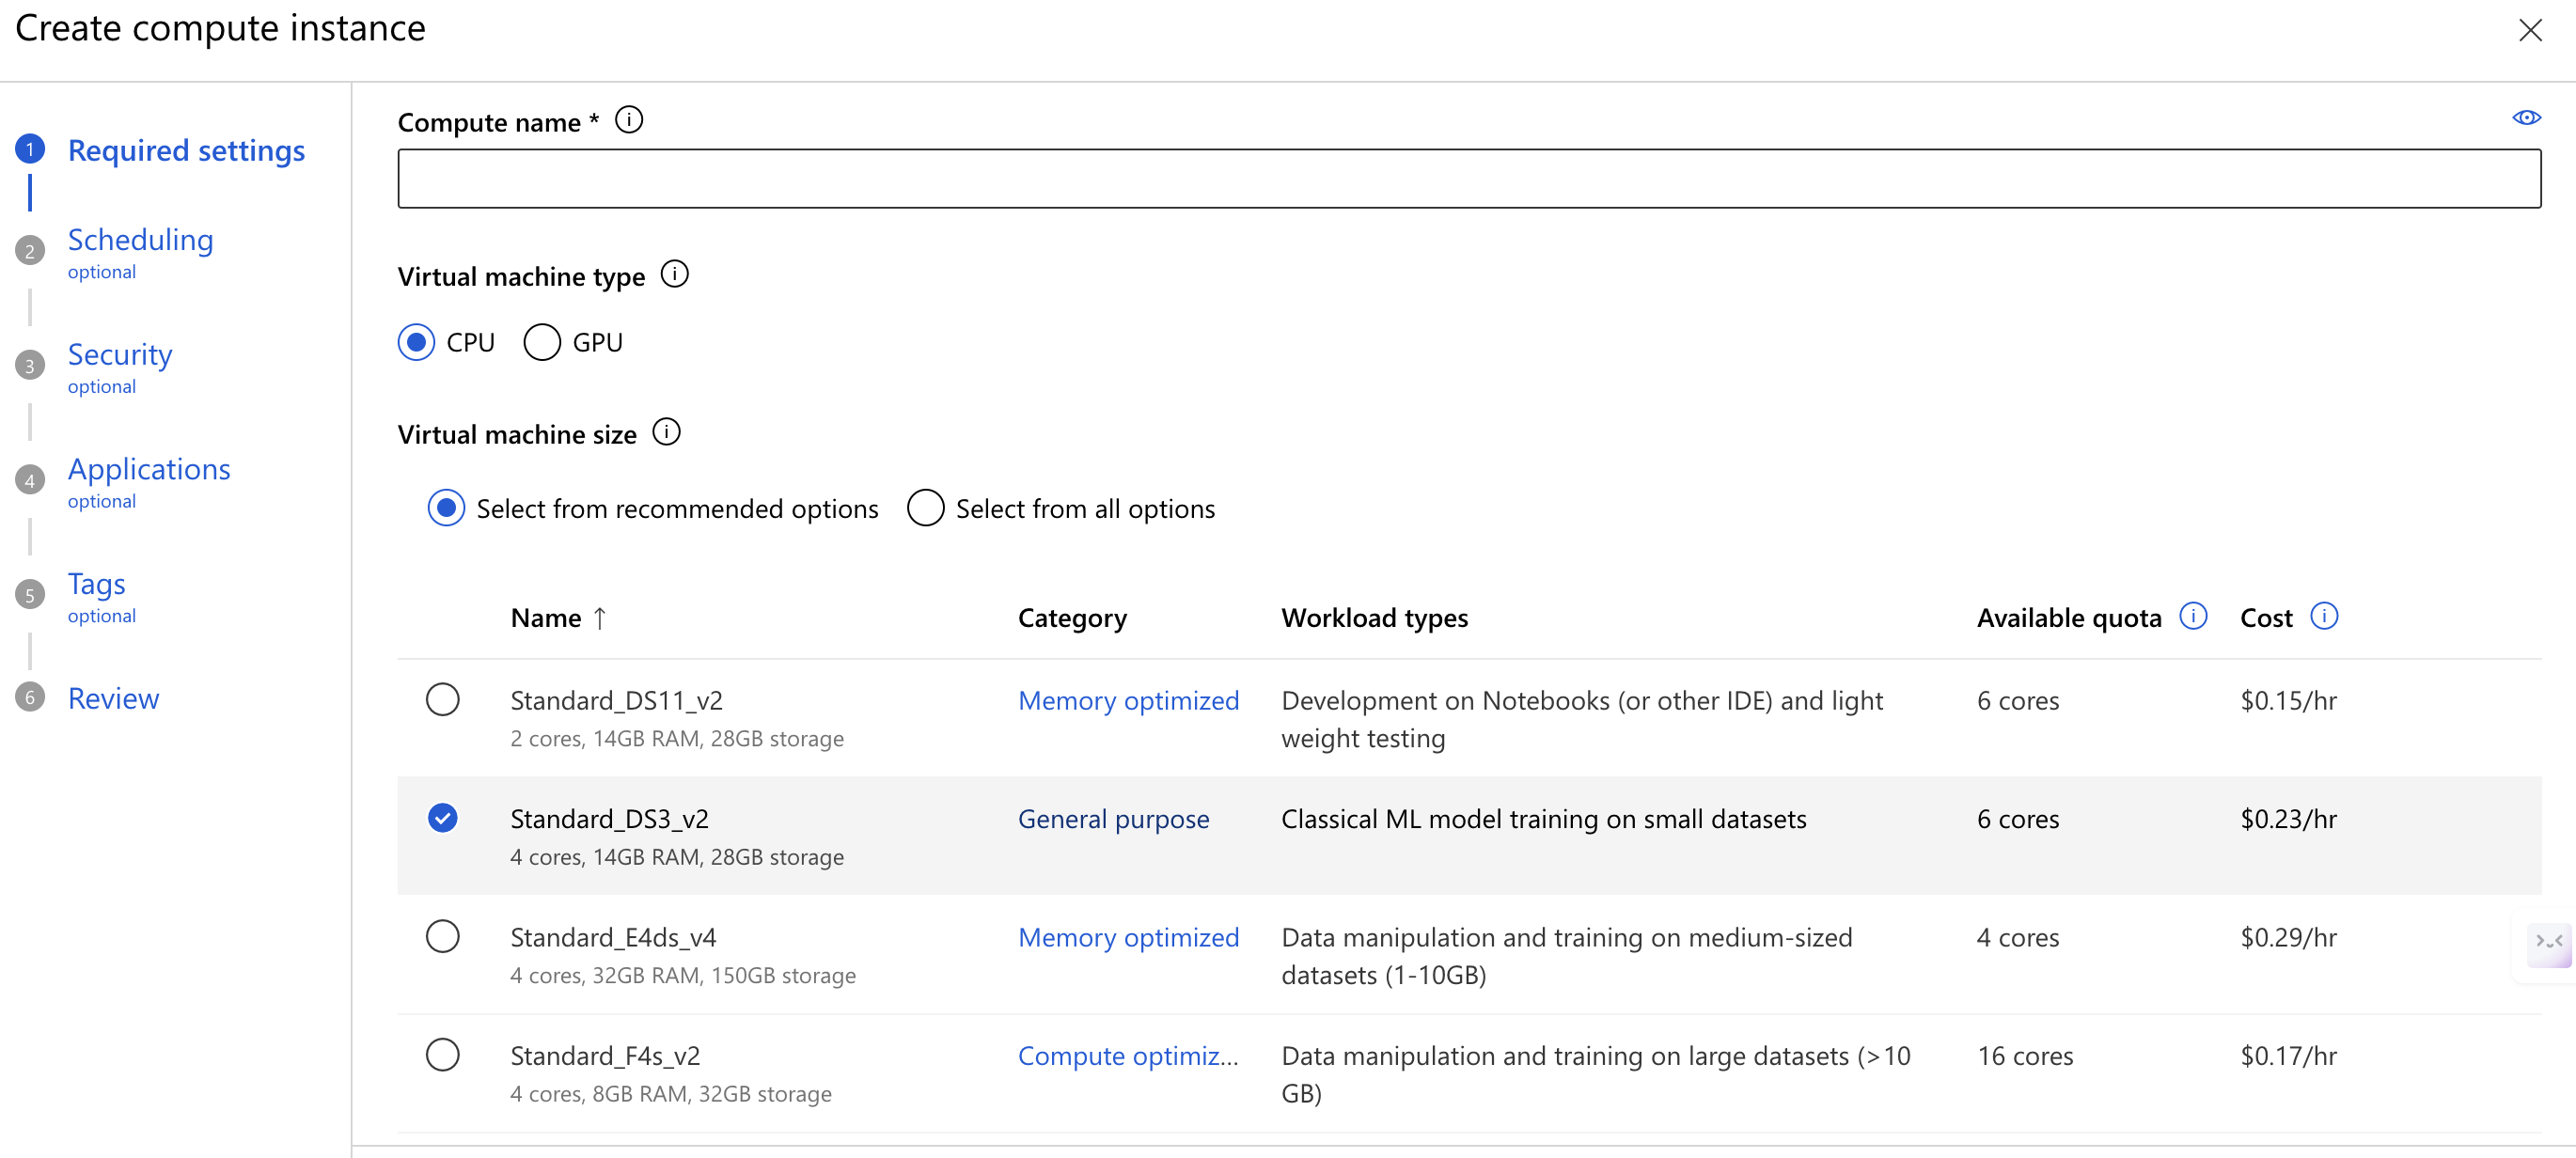 Create compute instance
1 Required settings
2 Scheduling
optional
3 Security
optional
4 Applications
optional
5 Tags
optional
6 Review
Compute name *
Virtual machine type
CPU GPU
Virtual machine size
Select from recommended options Select from all options
Name ↑ Category Workload types Available quota Cost
Standard_DS11_v2 Memory optimized Development on Notebooks (or other IDE) and light 6 cores $0.15/hr
2 cores, 14GB RAM, 28GB storage weight testing
Standard_DS3_v2 General purpose Classical ML model training on small datasets 6 cores $0.23/hr
4 cores, 14GB RAM, 28GB storage
Standard_E4ds_v4 Memory optimized Data manipulation and training on medium-sized 4 cores $0.29/hr
4 cores, 32GB RAM, 150GB storage datasets (1-10GB)
Standard_F4s_v2 Compute optimiz... Data manipulation and training on large datasets (>10 16 cores $0.17/hr
4 cores, 8GB RAM, 32GB storage GB)